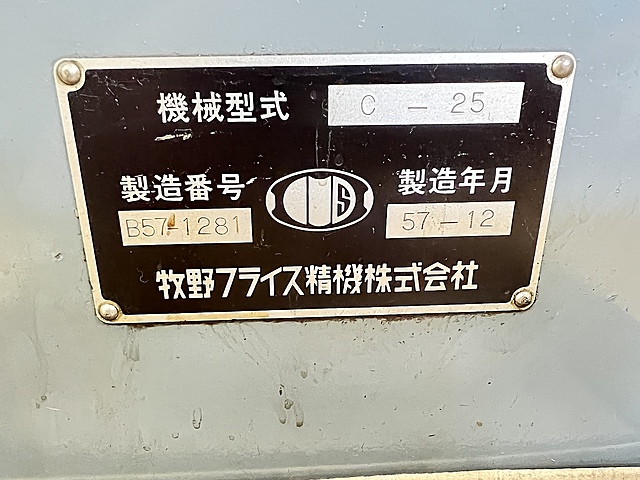 機械型式 C - 25
製造番号 製造年月
B57-1281 57-12
牧野フライス精機株式会社